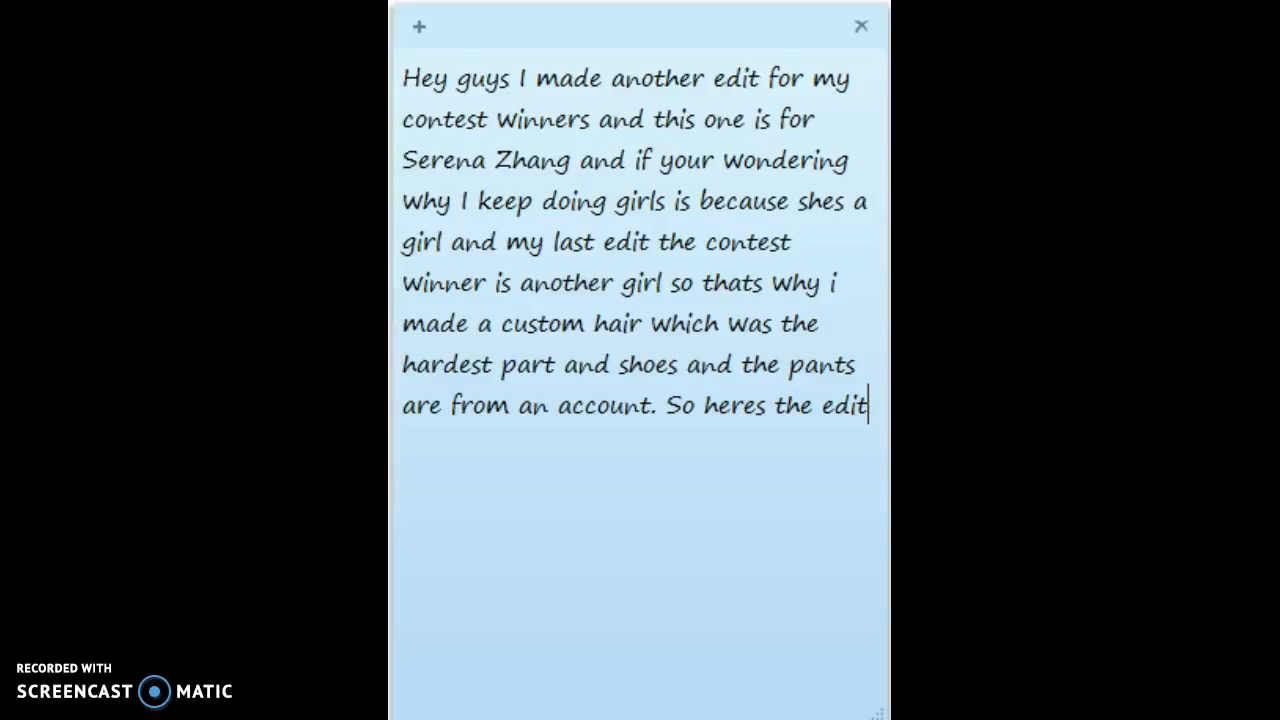 Hey guys I made another edit for my
contest Winners and this one is for
Serena Zhang and if your Wondering
Why I keep doing girls is because shes a
girl and my last edit the contest
Winner is another girl so thats Why i
made a custom hair Which Was the
hardest part and shoes and the pants
are from an account. So heres the edit
RECORDED WITH
SCREENCAST MATIC